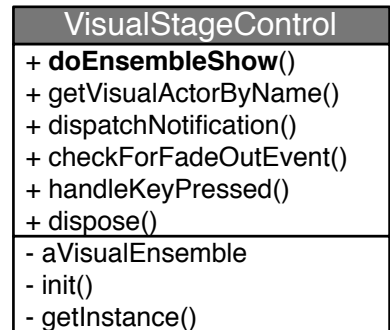 VisualStageControl
+ doEnsembleShow()
+ getVisualActorByName()
+ dispatchNotification()
+ checkForFadeOutEvent()
+ handleKeyPressed()
+ dispose()
- aVisualEnsemble
- init()
- getInstance()